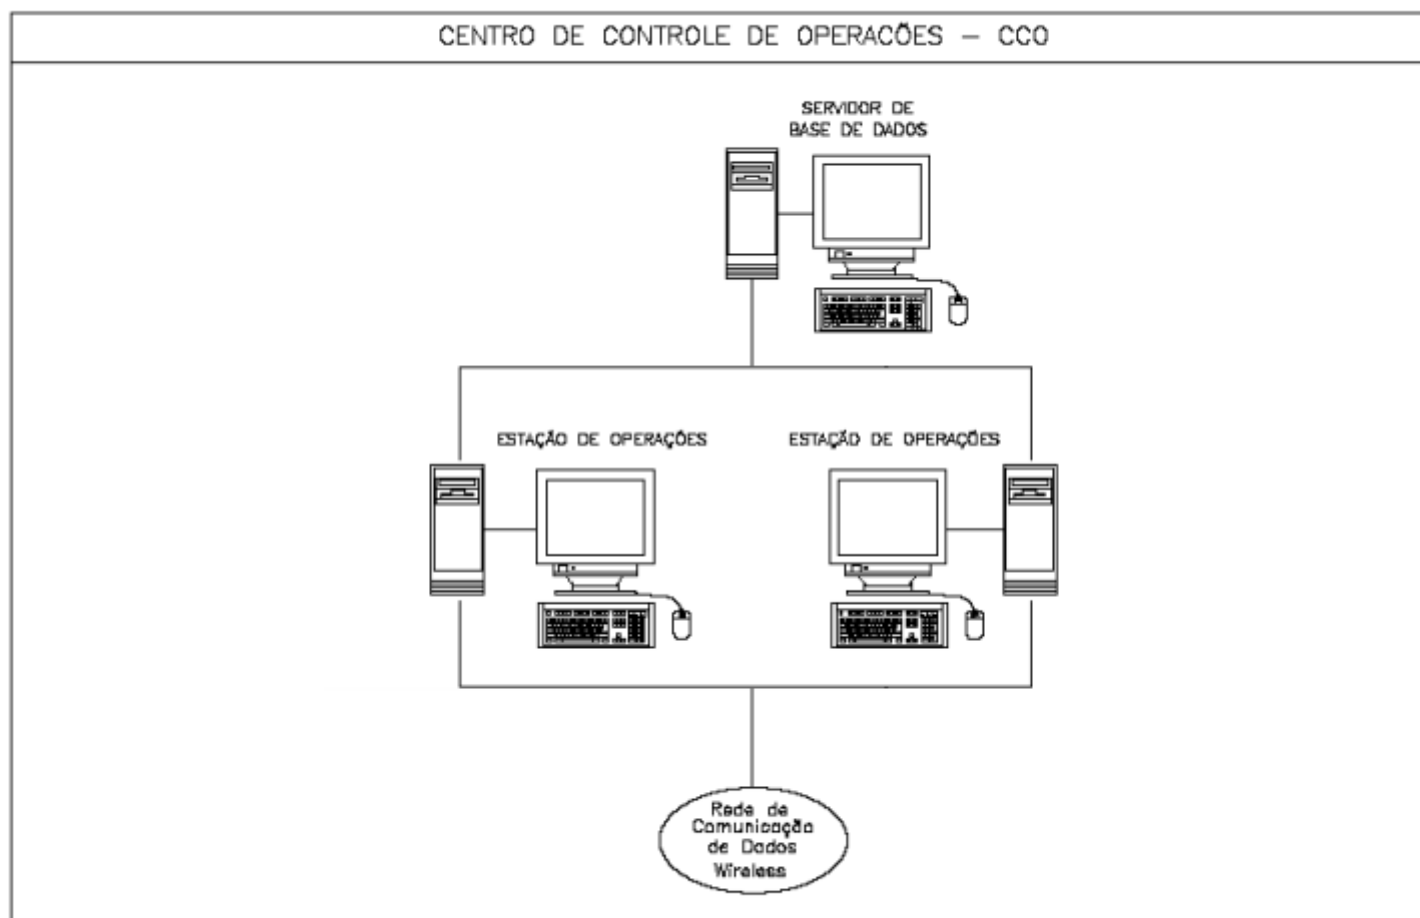 CENTRO DE CONTROLE DE OPERACÕES – CCO
SERVIDOR DE
BASE DE DADOS
ESTAÇÃO DE OPERAÇÕES
ESTAÇÃO DE OPERAÇÕES
Rede de
Comunicação
de Dados
Wireless